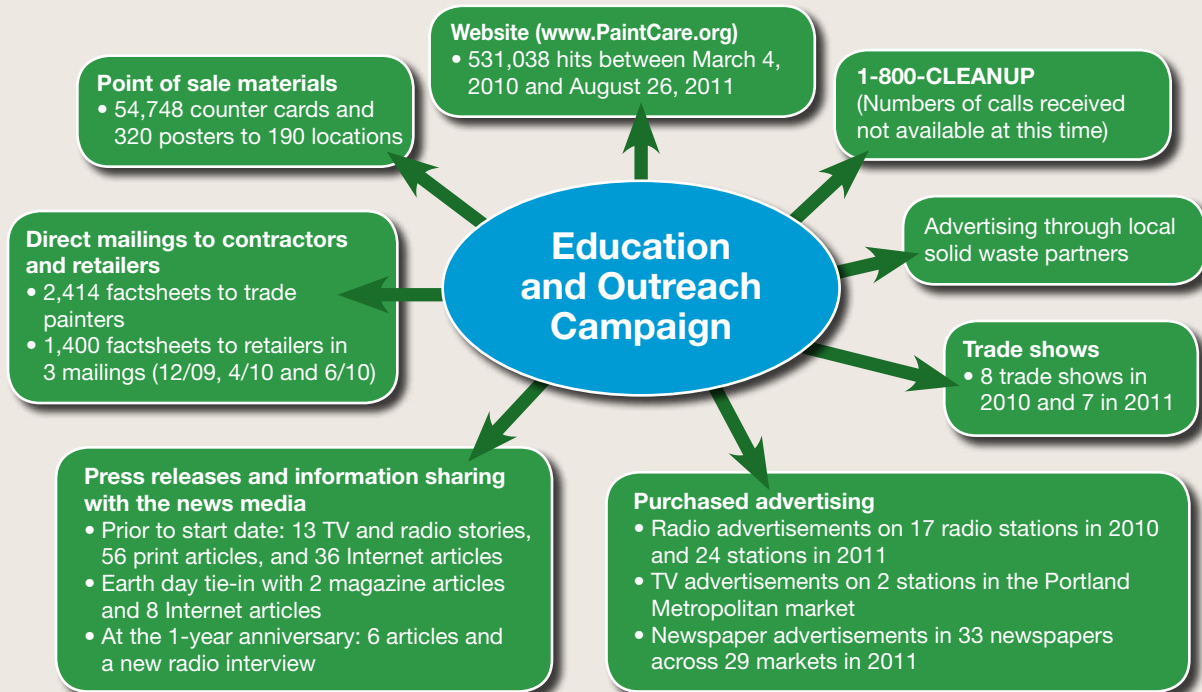 Website (www.PaintCare.org)
• 531,038 hits between March 4,
2010 and August 26, 2011
Point of sale materials
• 54,748 counter cards and
320 posters to 190 locations
1-800-CLEANUP
(Numbers of calls received
not available at this time)
Direct mailings to contractors
and retailers
• 2,414 factsheets to trade
painters
• 1,400 factsheets to retailers in
3 mailings (12/09, 4/10 and 6/10)
Education
and Outreach
Campaign
Advertising through local
solid waste partners
Trade shows
• 8 trade shows in
2010 and 7 in 2011
Press releases and information sharing
with the news media
• Prior to start date: 13 TV and radio stories,
56 print articles, and 36 Internet articles
• Earth day tie-in with 2 magazine articles
and 8 Internet articles
• At the 1-year anniversary: 6 articles and
a new radio interview
Purchased advertising
• Radio advertisements on 17 radio stations in 2010
and 24 stations in 2011
• TV advertisements on 2 stations in the Portland
Metropolitan market
• Newspaper advertisements in 33 newspapers
across 29 markets in 2011